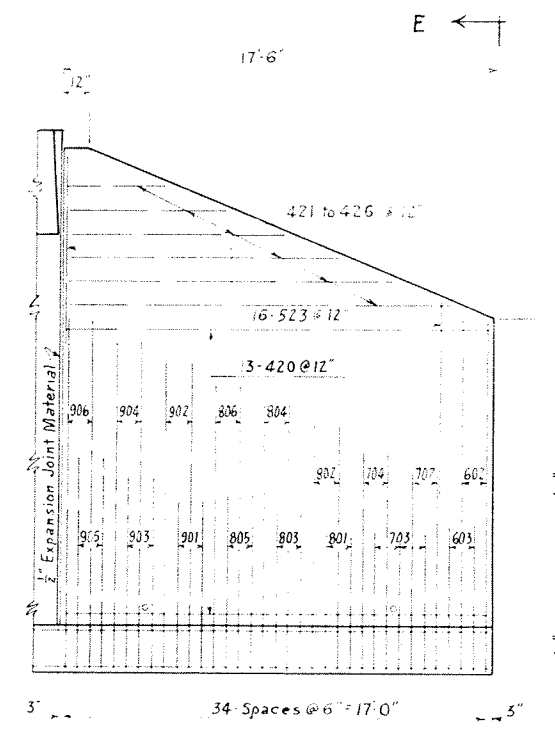 E
17'-6"
12"
421 to 426 @ 12"
16-523 @ 12"
3-420 @ 12"
1/2" Expansion Joint Material
906 904 902 806 804
802 704 702 602
905 903 901 805 803 801 703 603
3" 34 Spaces @ 6" = 17'-0" 3"